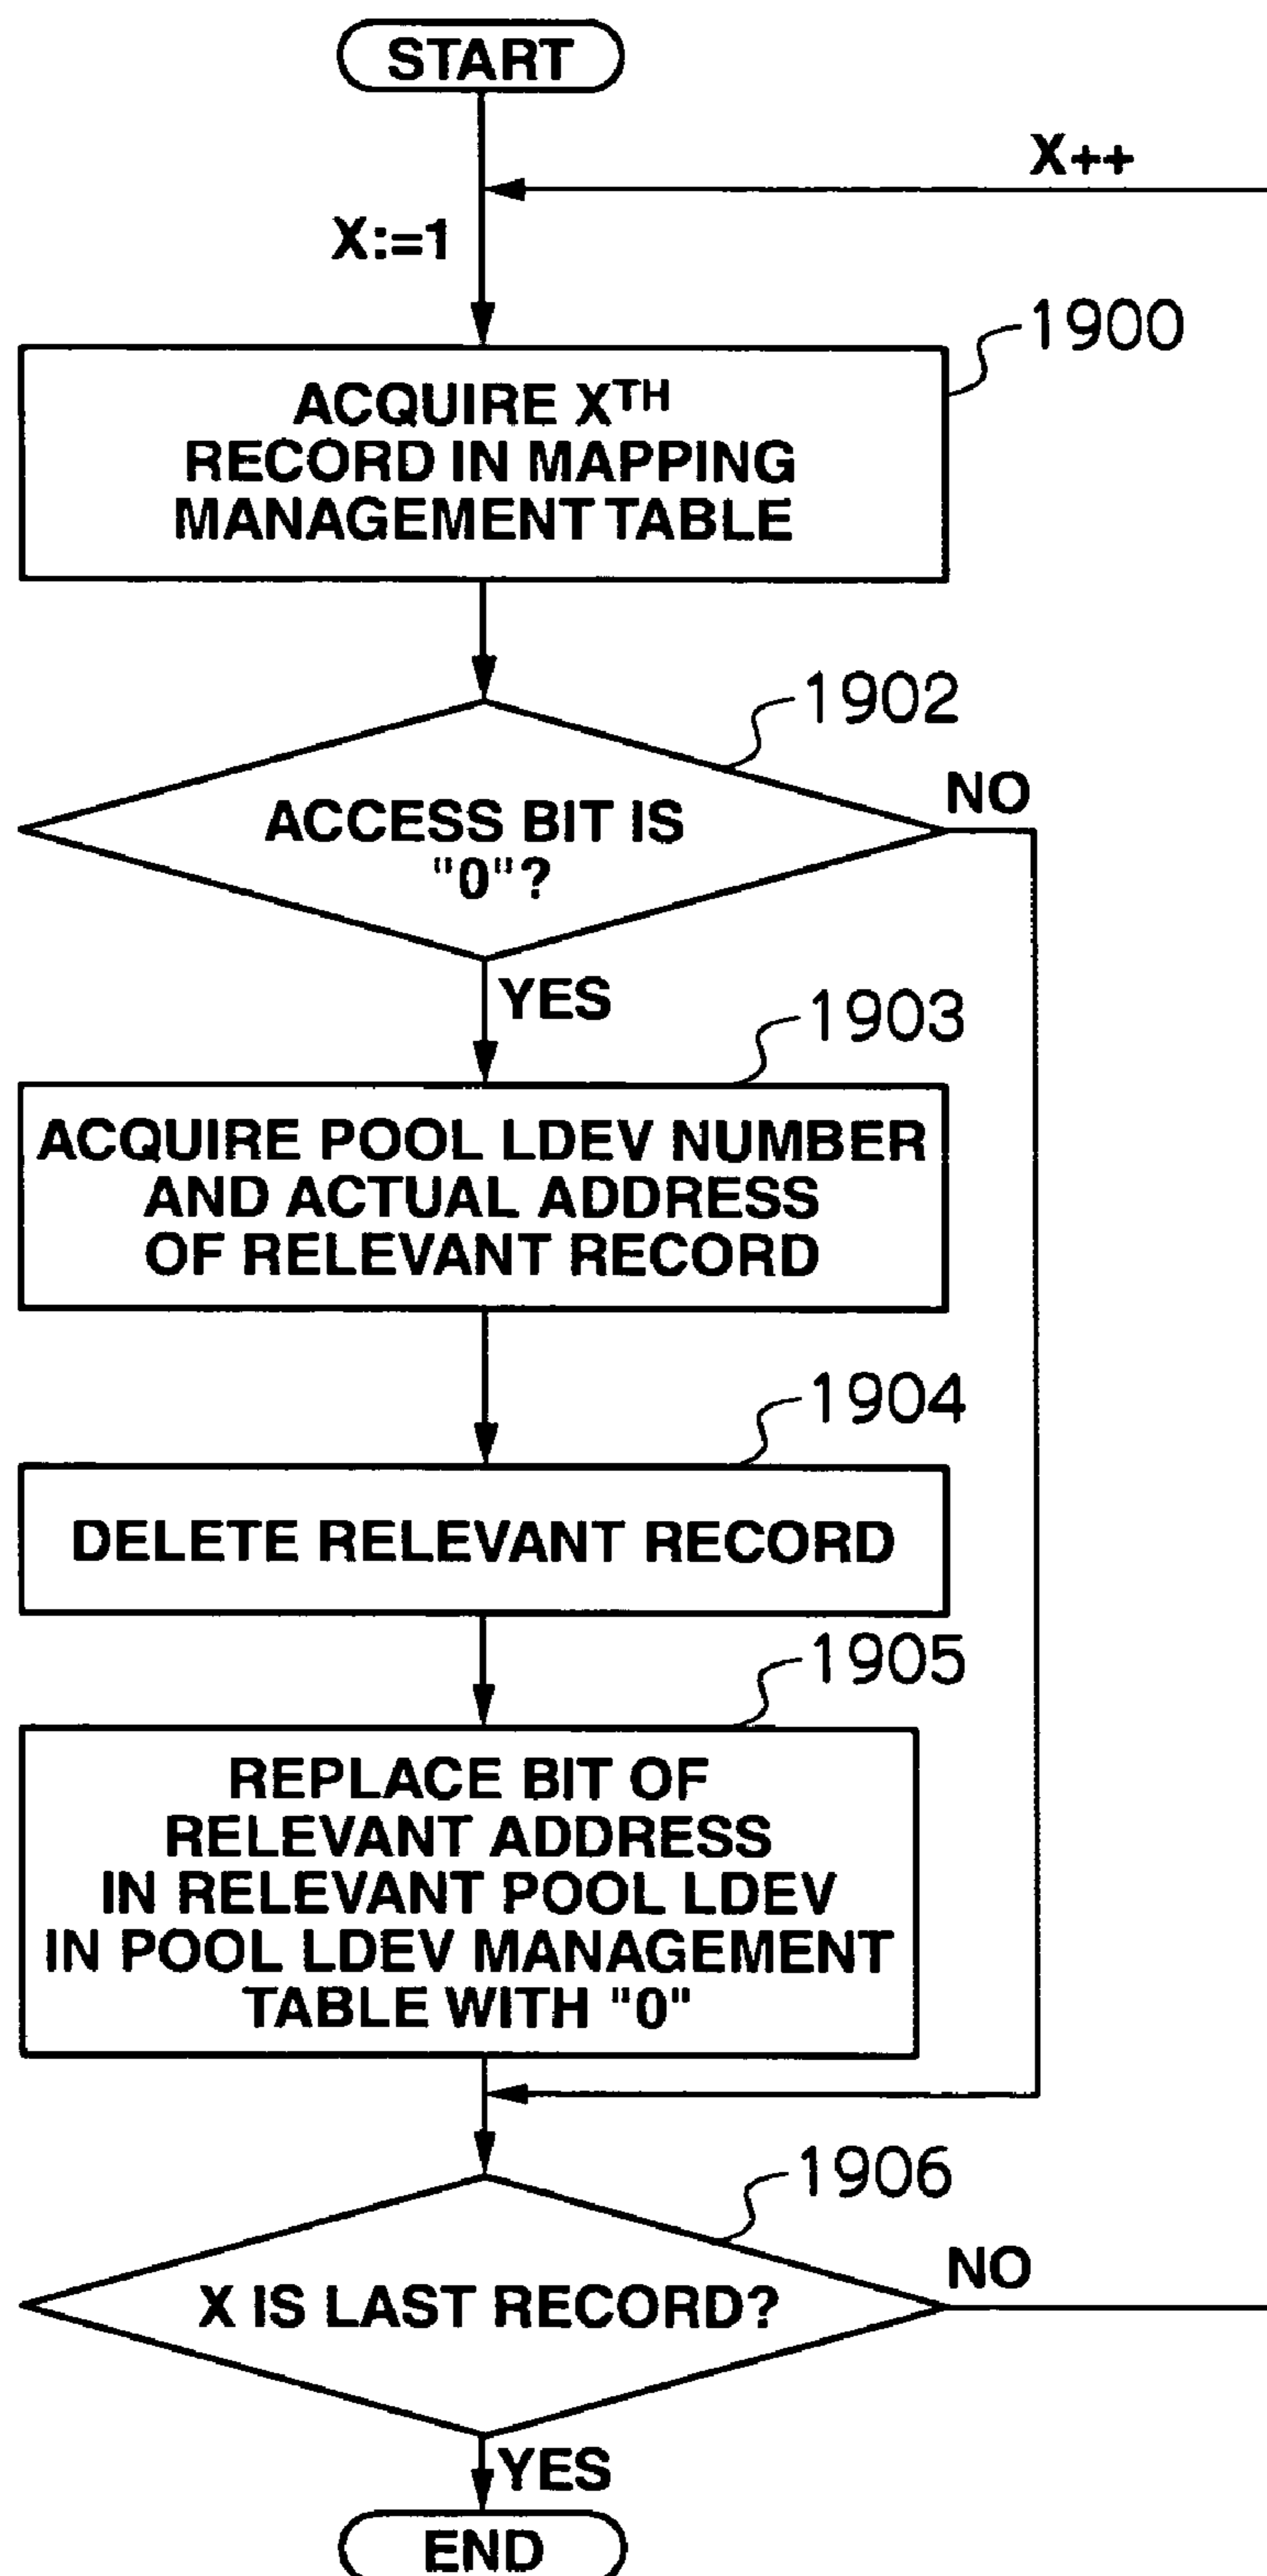 START
X++
X:=1
1900
ACQUIRE XTH
RECORD IN MAPPING
MANAGEMENT TABLE
1902
NO
ACCESS BIT IS
"0"?
YES
1903
ACQUIRE POOL LDEV NUMBER
AND ACTUAL ADDRESS
OF RELEVANT RECORD
1904
DELETE RELEVANT RECORD
1905
REPLACE BIT OF
RELEVANT ADDRESS
IN RELEVANT POOL LDEV
IN POOL LDEV MANAGEMENT
TABLE WITH "0"
1906
NO
X IS LAST RECORD?
YES
END